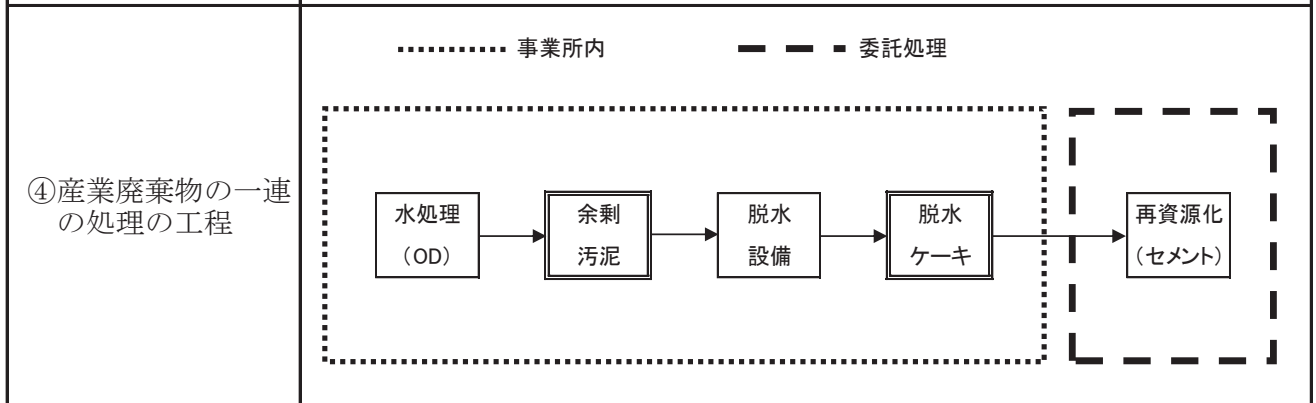 事業所内
委託処理
④産業廃棄物の一連
の処理の工程
水処理
(OD)
余剰
汚泥
脱水
設備
脱水
ケーキ
再資源化
(セメント)